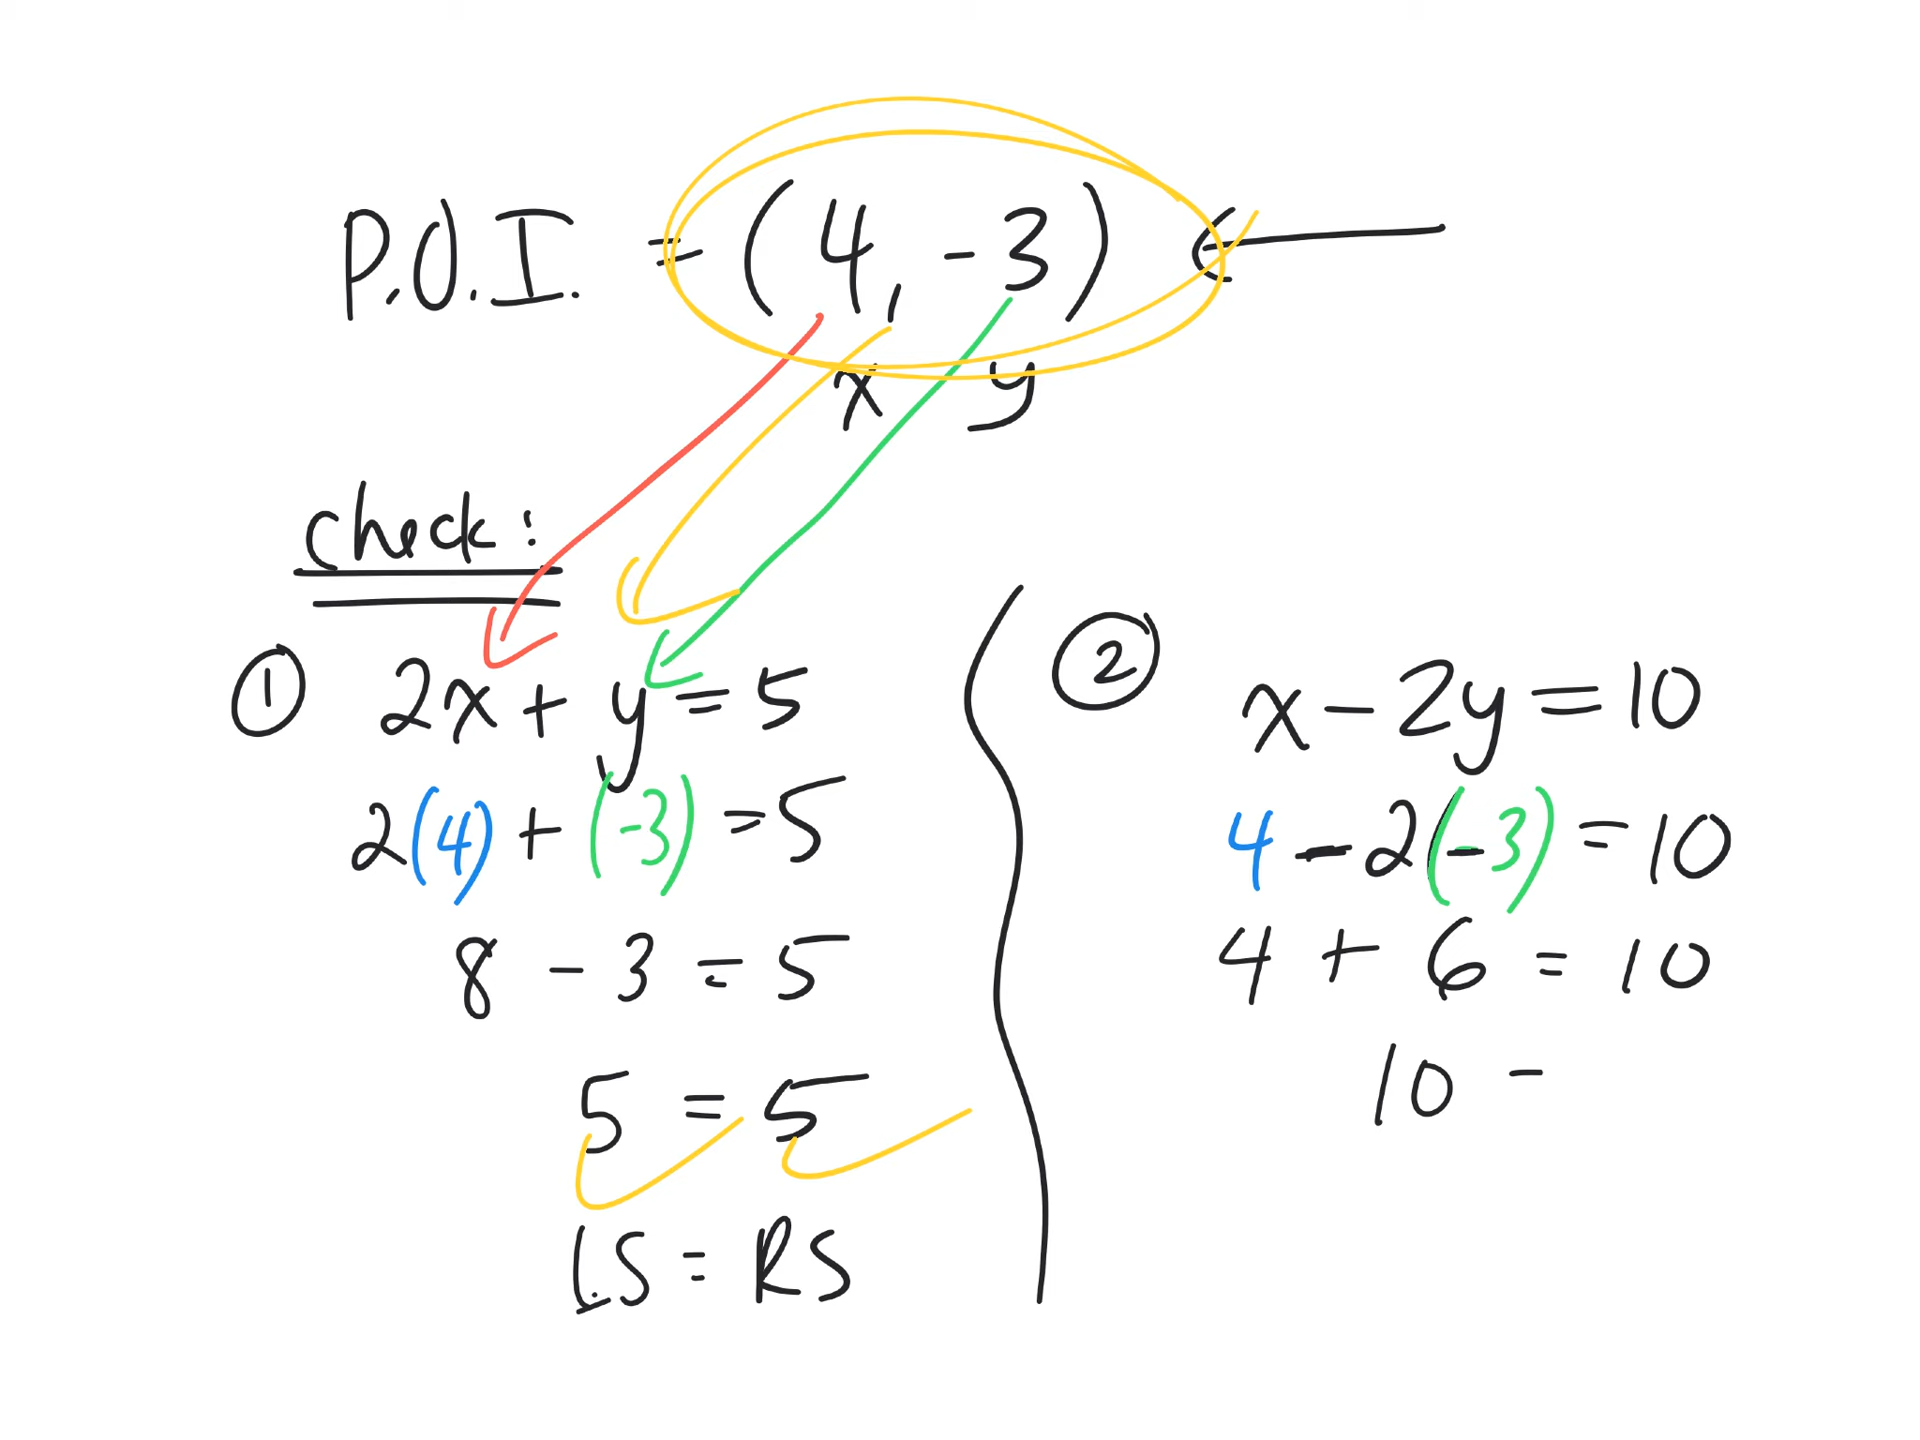 P.O.I. = (4, -3) ←
x y
check:
① 2x + y = 5
2(4) + (-3) = 5
8 - 3 = 5
5 = 5
LS = RS
② x - 2y = 10
4 - 2(-3) = 10
4 + 6 = 10
10 -